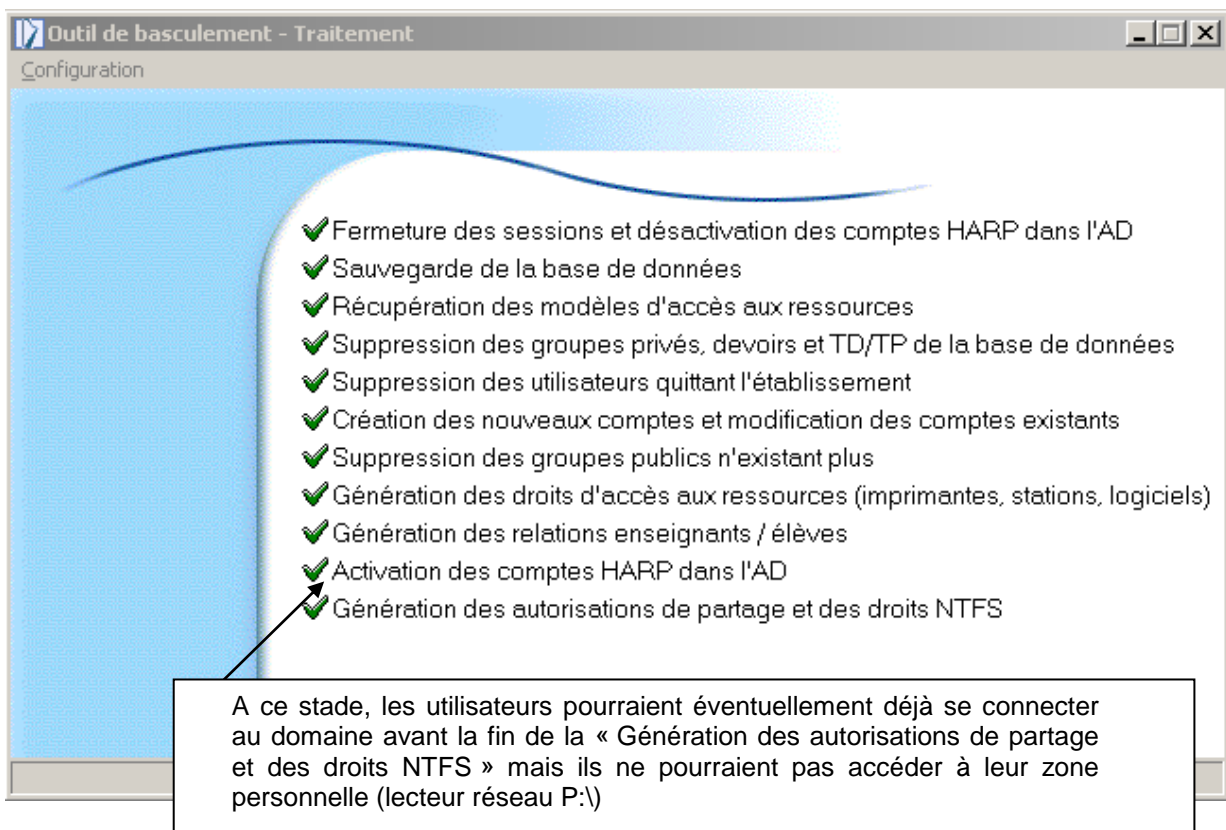 Outil de basculement - Traitement
Configuration
Fermeture des sessions et désactivation des comptes HARP dans l'AD
Sauvegarde de la base de données
Récupération des modèles d'accès aux ressources
Suppression des groupes privés, devoirs et TD/TP de la base de données
Suppression des utilisateurs quittant l'établissement
Création des nouveaux comptes et modification des comptes existants
Suppression des groupes publics n'existant plus
Génération des droits d'accès aux ressources (imprimantes, stations, logiciels)
Génération des relations enseignants / élèves
Activation des comptes HARP dans l'AD
Génération des autorisations de partage et des droits NTFS
A ce stade, les utilisateurs pourraient éventuellement déjà se connecter
au domaine avant la fin de la « Génération des autorisations de partage
et des droits NTFS » mais ils ne pourraient pas accéder à leur zone
personnelle (lecteur réseau P:\)